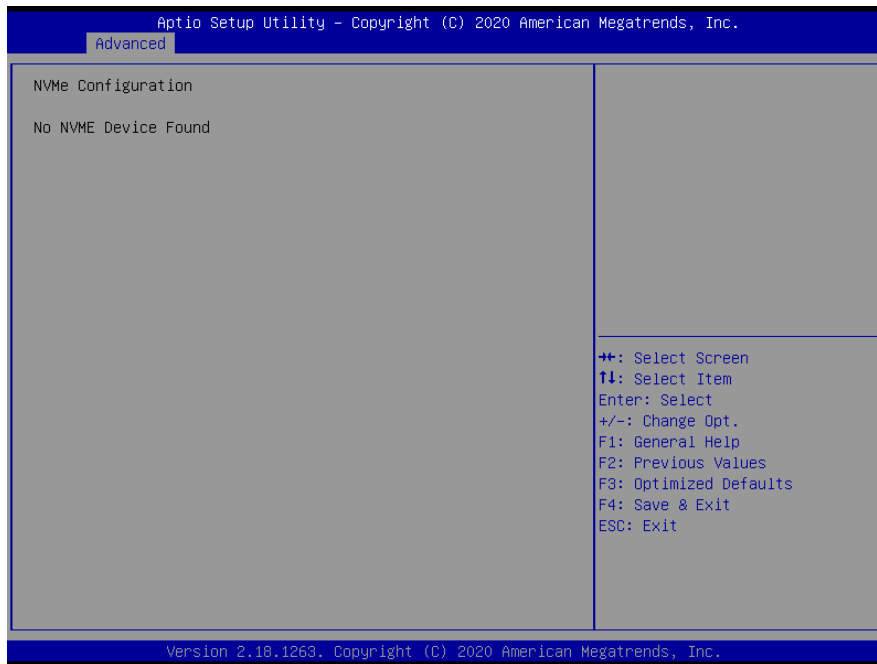 Aptio Setup Utility – Copyright (C) 2020 American Megatrends, Inc.
Advanced
NVMe Configuration
No NVME Device Found
→←: Select Screen
↑↓: Select Item
Enter: Select
+/-: Change Opt.
F1: General Help
F2: Previous Values
F3: Optimized Defaults
F4: Save & Exit
ESC: Exit
Version 2.18.1263. Copyright (C) 2020 American Megatrends, Inc.